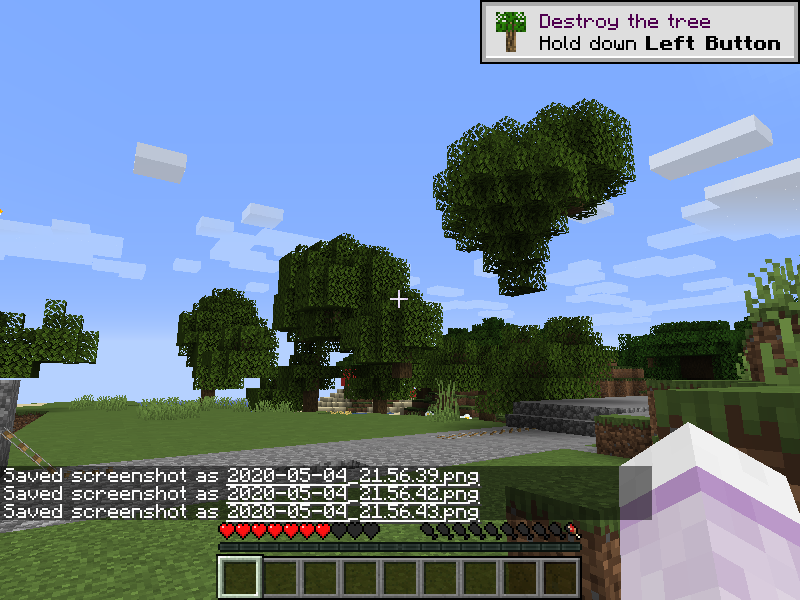 Destroy the tree
Hold down Left Button
Saved screenshot as 2020-05-04_21.56.39.png
Saved screenshot as 2020-05-04_21.56.42.png
Saved screenshot as 2020-05-04_21.56.43.png